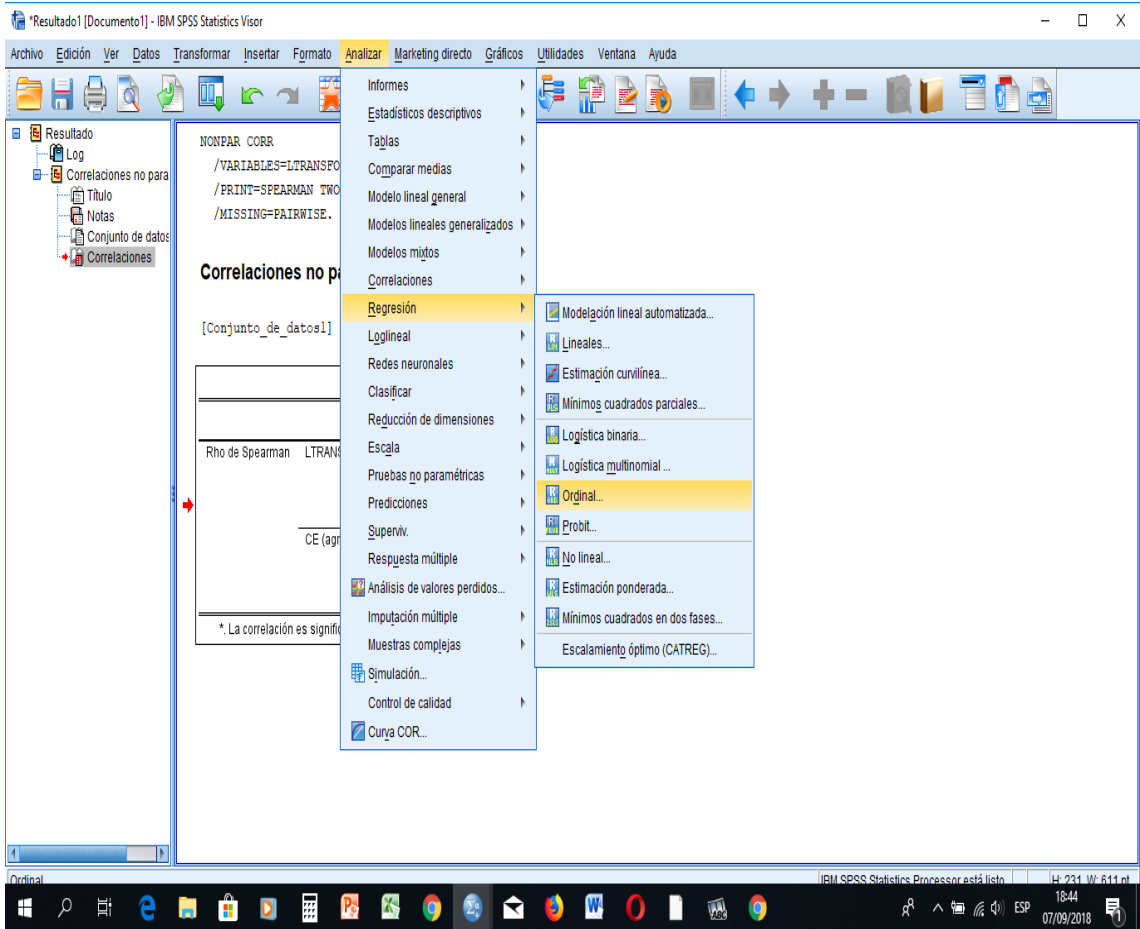 *Resultado1 [Documento1] - IBM SPSS Statistics Visor
Archivo Edición Ver Datos Transformar Insertar Formato Analizar Marketing directo Gráficos Utilidades Ventana Ayuda
Resultado
Log
Correlaciones no para
Título
Notas
Conjunto de datos
Correlaciones
NONPAR CORR
/VARIABLES=LTRANSFO
/PRINT=SPEARMAN TWO
/MISSING=PAIRWISE.
Correlaciones no pa
[Conjunto_de_datos1]
Rho de Spearman LTRANS
CE (agr
*. La correlación es signific
Informes
Estadísticos descriptivos
Tablas
Comparar medias
Modelo lineal general
Modelos lineales generalizados
Modelos mixtos
Correlaciones
Regresión
Loglineal
Redes neuronales
Clasificar
Reducción de dimensiones
Escala
Pruebas no paramétricas
Predicciones
Superviv.
Respuesta múltiple
Análisis de valores perdidos...
Imputación múltiple
Muestras complejas
Simulación...
Control de calidad
Curva COR...
Modelación lineal automatizada...
Lineales...
Estimación curvilínea...
Mínimos cuadrados parciales...
Logística binaria...
Logística multinomial ...
Ordinal...
Probit...
No lineal...
Estimación ponderada...
Mínimos cuadrados en dos fases...
Escalamiento óptimo (CATREG)...
Ordinal
IBM SPSS Statistics Processor está listo
H: 231, W: 611 pt
ESP
18:44
07/09/2018